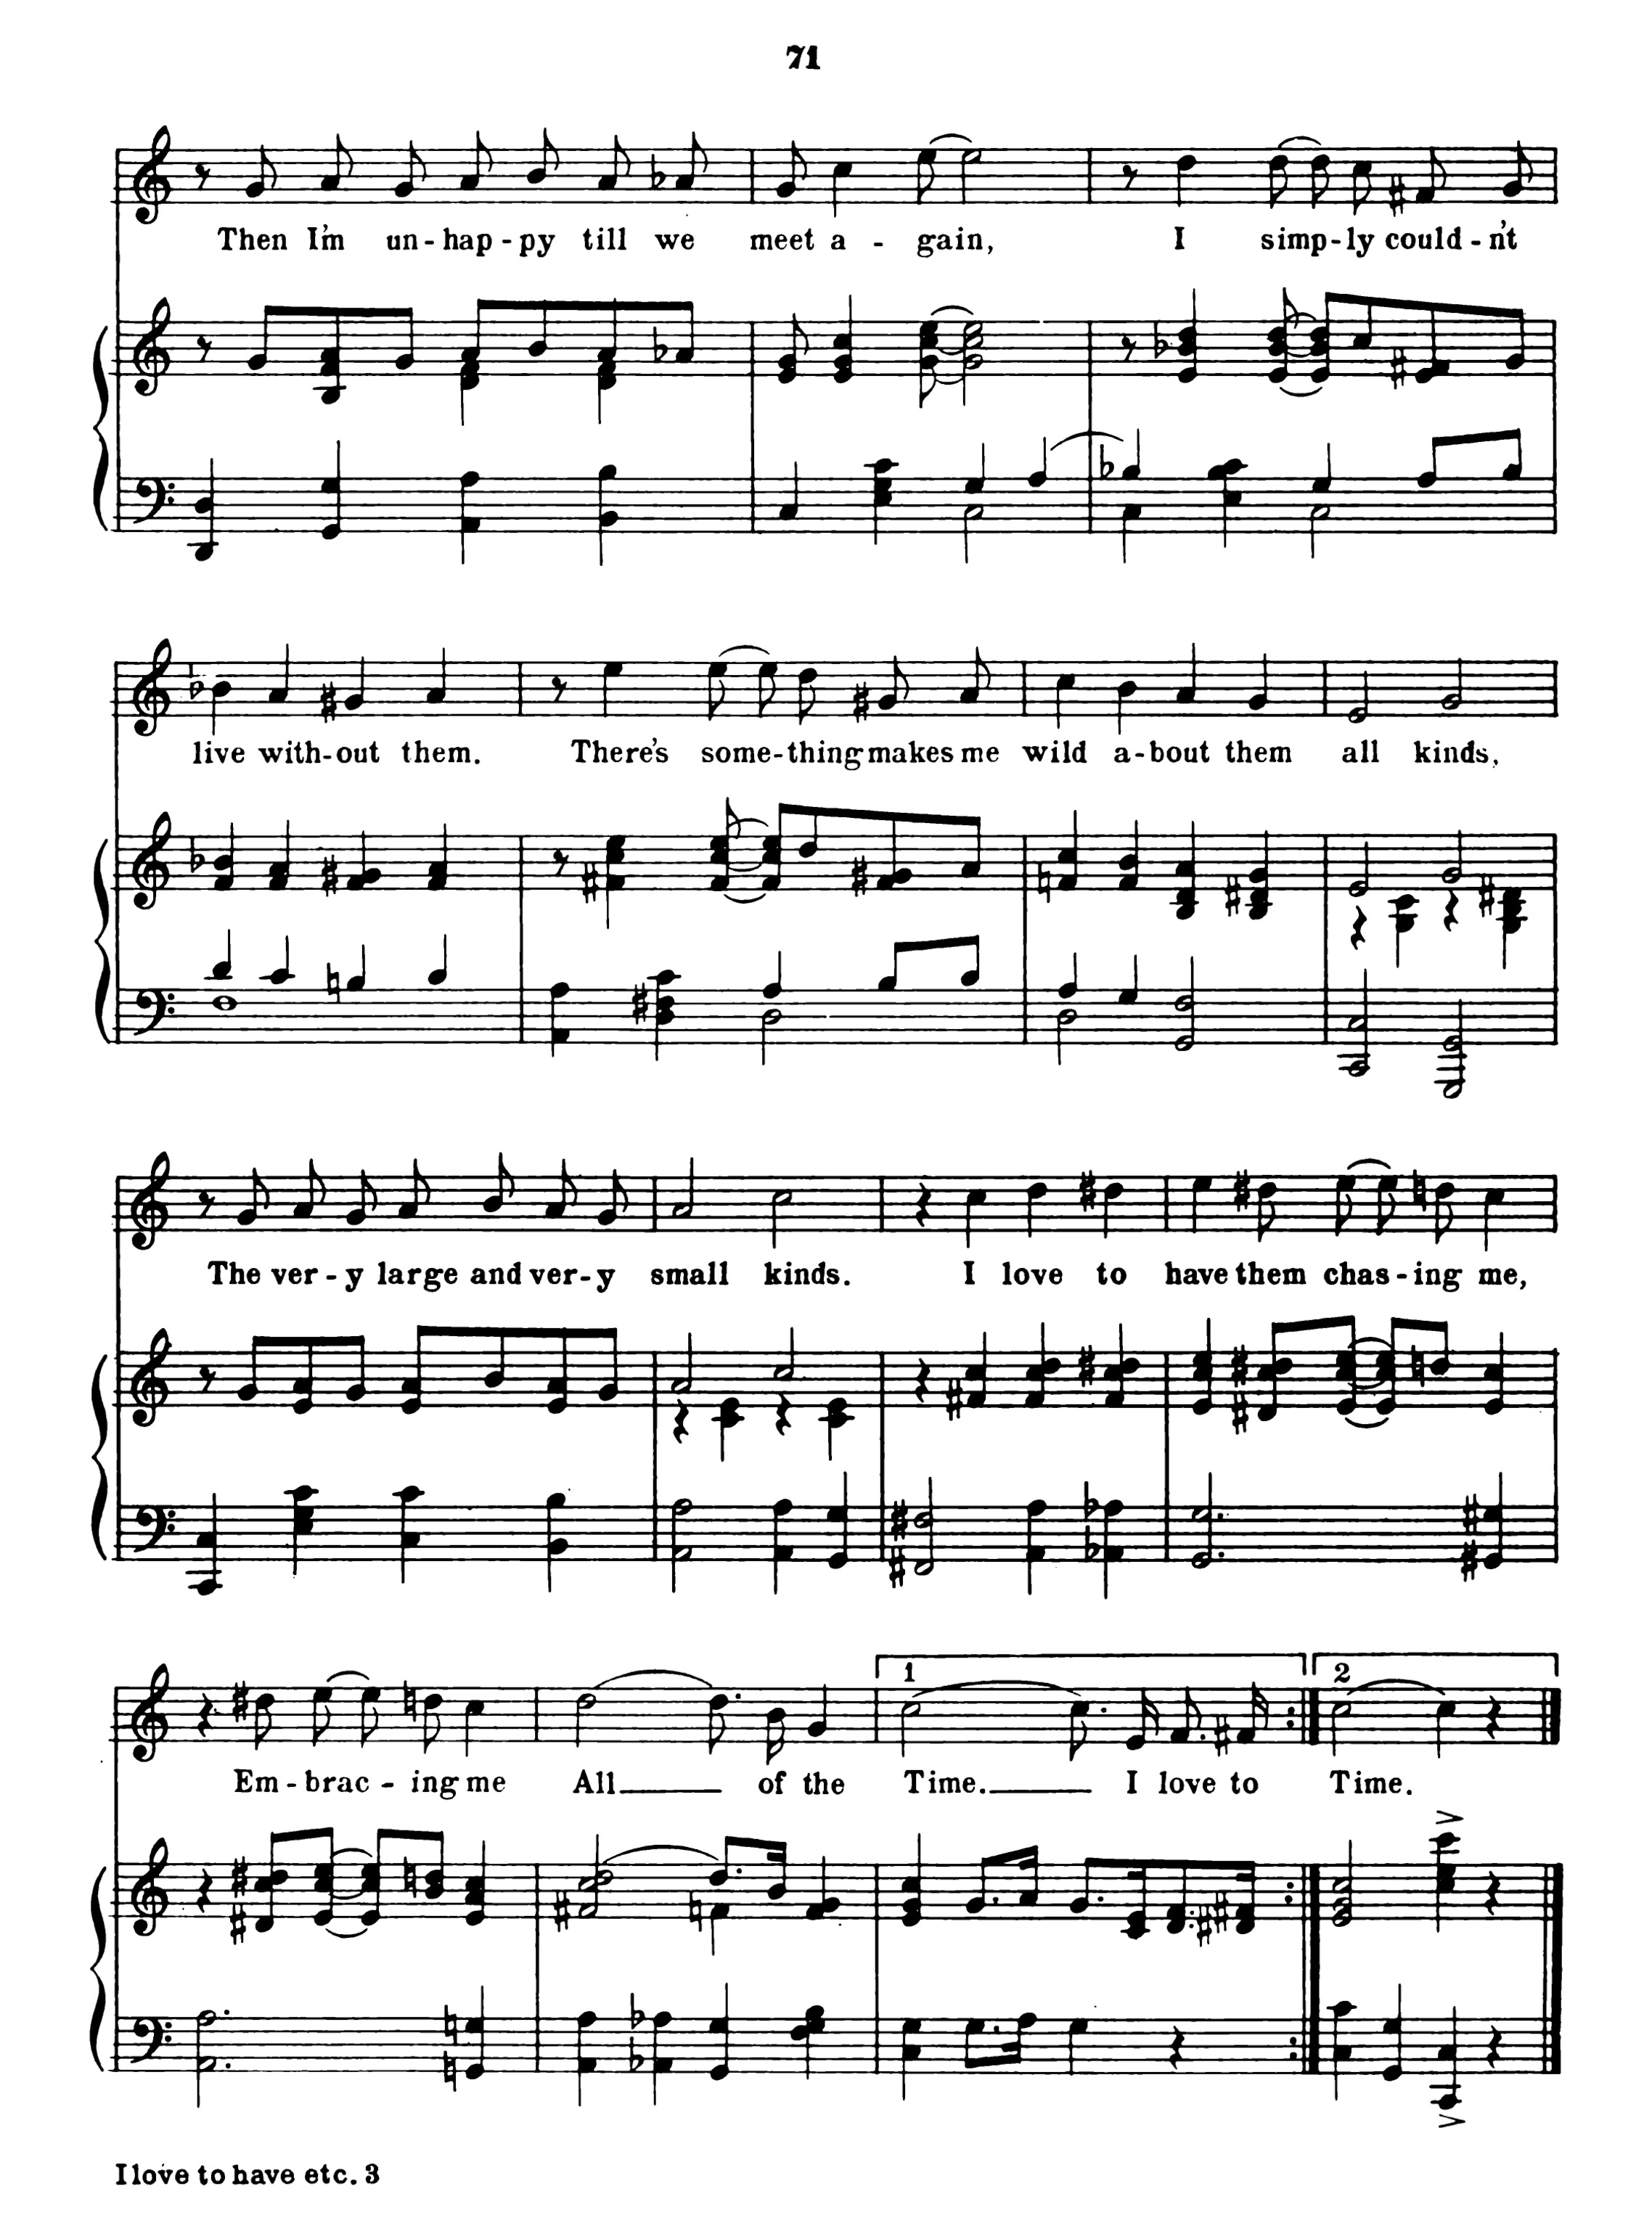 71
Then I'm un-hap-py till we meet a-gain, I simp-ly could-n't
live with-out them. There's some-thing makes me wild a-bout them all kinds,
The ver-y large and ver-y small kinds. I love to have them chas-ing me,
1 2
Em-brac-ing me All of the Time. I love to Time.
I love to have etc. 3